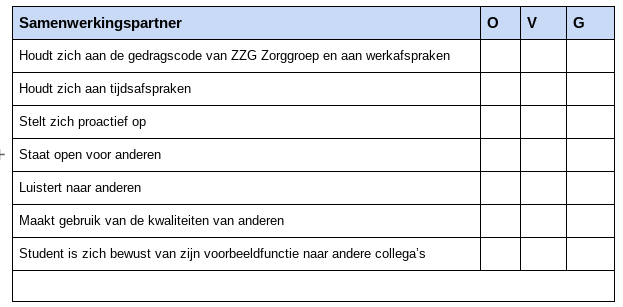 Samenwerkingspartner O V G
Houdt zich aan de gedragscode van ZZG Zorggroep en aan werkafspraken
Houdt zich aan tijdsafspraken
Stelt zich proactief op
Staat open voor anderen
Luistert naar anderen
Maakt gebruik van de kwaliteiten van anderen
Student is zich bewust van zijn voorbeeldfunctie naar andere collega’s